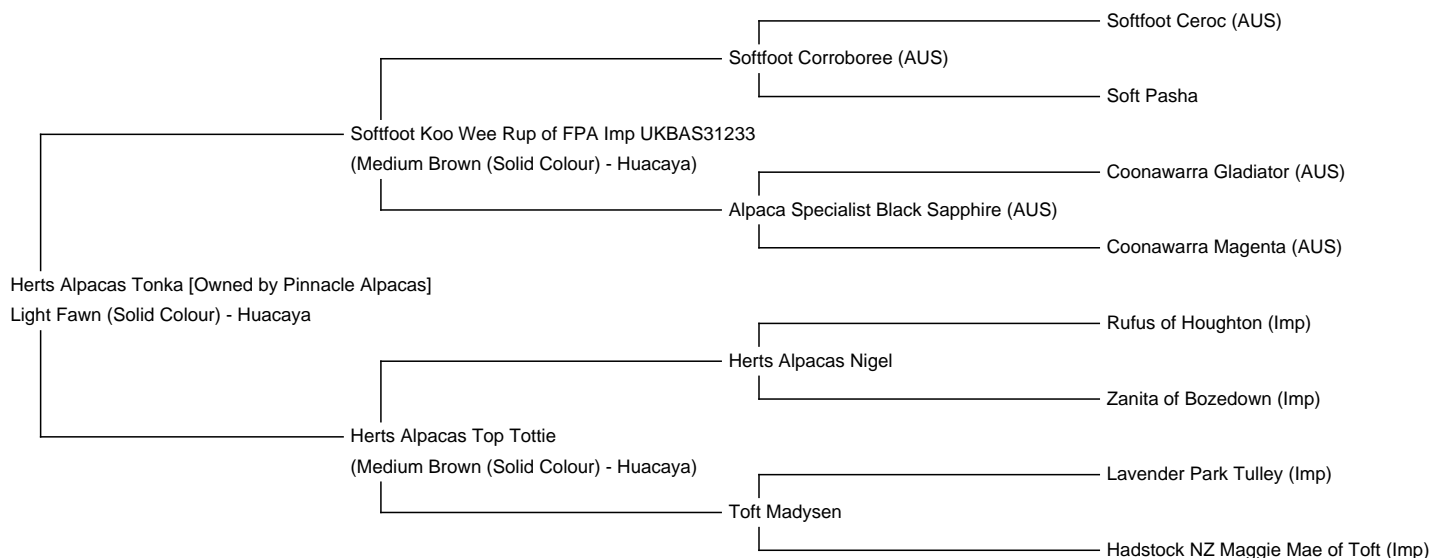 Softfoot Ceroc (AUS)
Softfoot Corroboree (AUS)
Soft Pasha
Softfoot Koo Wee Rup of FPA Imp UKBAS31233
(Medium Brown (Solid Colour) - Huacaya)
Coonawarra Gladiator (AUS)
Alpaca Specialist Black Sapphire (AUS)
Coonawarra Magenta (AUS)
Herts Alpacas Tonka [Owned by Pinnacle Alpacas]
Light Fawn (Solid Colour) - Huacaya
Rufus of Houghton (Imp)
Herts Alpacas Nigel
Zanita of Bozedown (Imp)
Herts Alpacas Top Tottie
(Medium Brown (Solid Colour) - Huacaya)
Lavender Park Tulley (Imp)
Toft Madysen
Hadstock NZ Maggie Mae of Toft (Imp)